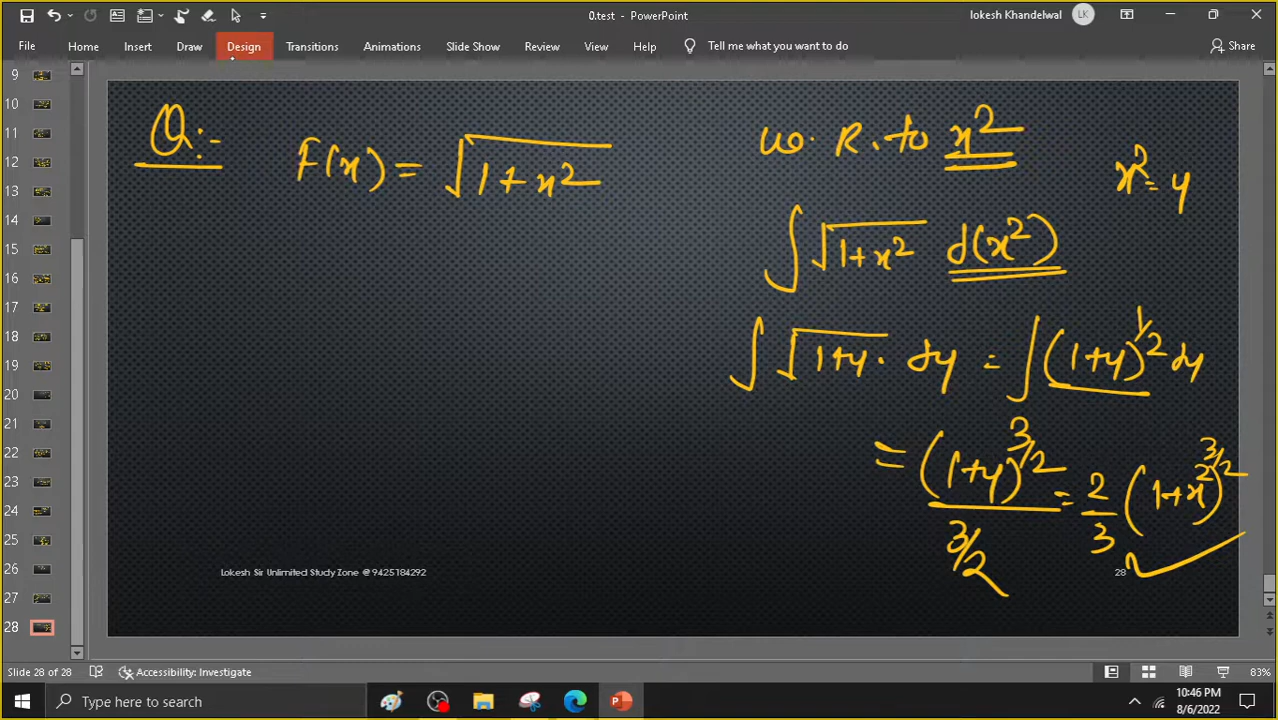 0.test - PowerPoint
lokesh Khandelwal
LK
File Home Insert Draw Design Transitions Animations Slide Show Review View Help Tell me what you want to do Share
9
10
11
12
13
14
15
16
17
18
19
20
21
22
23
24
25
26
27
28
Q:-
F(x) = √(1+x²)
W. R. to x²
x² = y
∫ √(1+x²) d(x²)
∫ √(1+y) . dy = ∫ (1+y)^1/2 dy
= (1+y)^3/2 / 3/2 = 2/3 (1+x²)^3/2
Lokesh Sir Unlimited Study Zone @ 9425184292
28
Slide 28 of 28 Accessibility: Investigate 83%
Type here to search
10:46 PM
8/6/2022